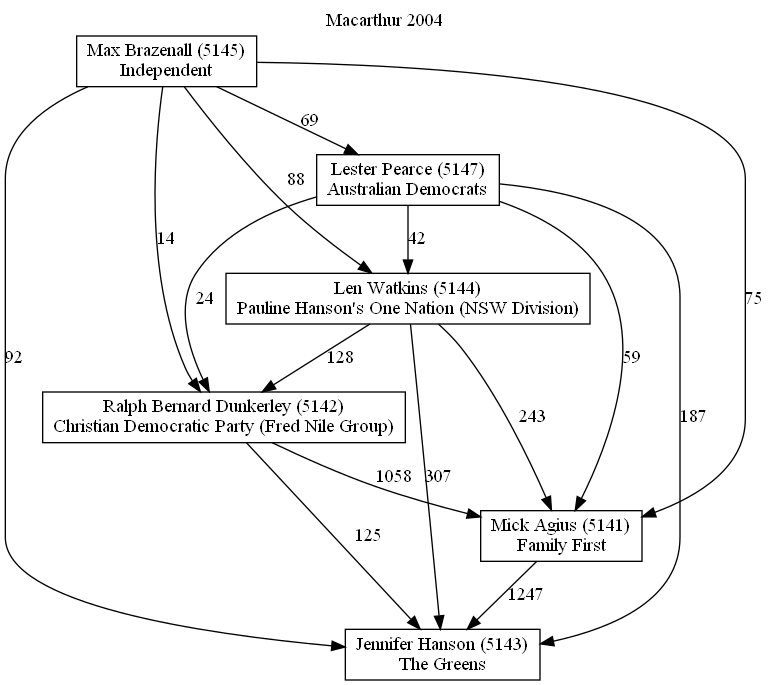 Macarthur 2004
Max Brazenall (5145)
Independent
69
Lester Pearce (5147)
Australian Democrats
88
14
42
24
Len Watkins (5144)
Pauline Hanson's One Nation (NSW Division)
75
92
128
59
Ralph Bernard Dunkerley (5142)
Christian Democratic Party (Fred Nile Group)
243
187
1058
307
Mick Agius (5141)
Family First
125
1247
Jennifer Hanson (5143)
The Greens